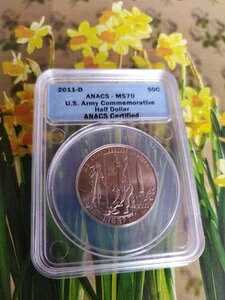 2011-D 50C
ANACS - MS70
U.S. Army Commemorative
Half Dollar
ANACS Certified